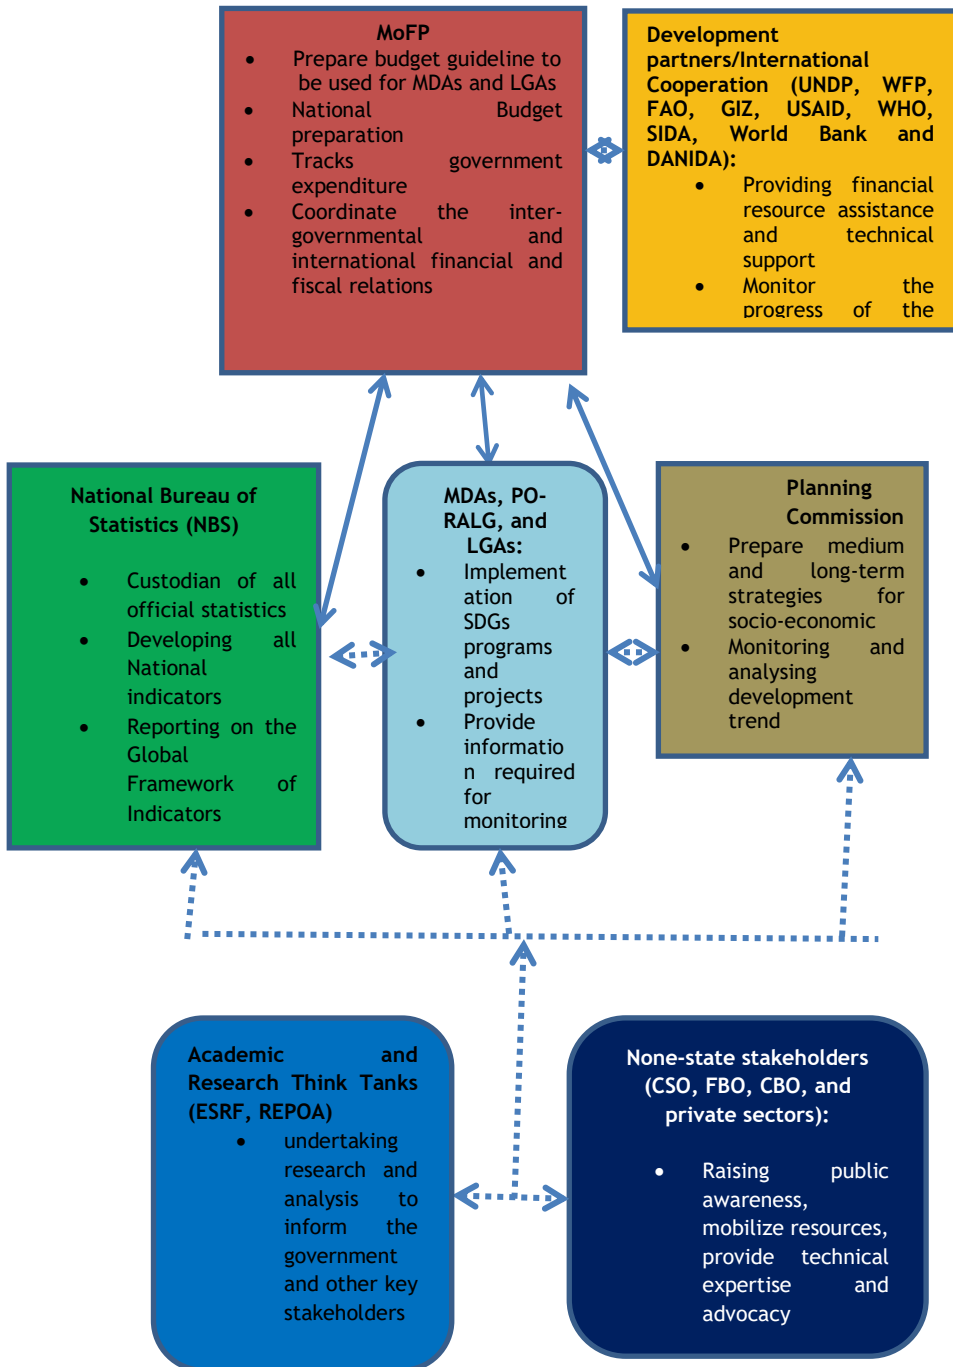 MoFP
• Prepare budget guideline to
be used for MDAs and LGAs
• National Budget
preparation
• Tracks government
expenditure
• Coordinate the inter-
governmental and
international financial and
fiscal relations
Development
partners/International
Cooperation (UNDP, WFP,
FAO, GIZ, USAID, WHO,
SIDA, World Bank and
DANIDA):
• Providing financial
resource assistance
and technical
support
• Monitor the
progress of the
National Bureau of
Statistics (NBS)
• Custodian of all
official statistics
• Developing all
National
indicators
• Reporting on the
Global
Framework of
Indicators
MDAs, PO-
RALG, and
LGAs:
• Implement
ation of
SDGs
programs
and
projects
• Provide
informatio
n required
for
monitoring
Planning
Commission
• Prepare medium
and long-term
strategies for
socio-economic
• Monitoring and
analysing
development
trend
Academic and
Research Think Tanks
(ESRF, REPOA)
• undertaking
research and
analysis to
inform the
government
and other key
stakeholders
None-state stakeholders
(CSO, FBO, CBO, and
private sectors):
• Raising public
awareness,
mobilize resources,
provide technical
expertise and
advocacy